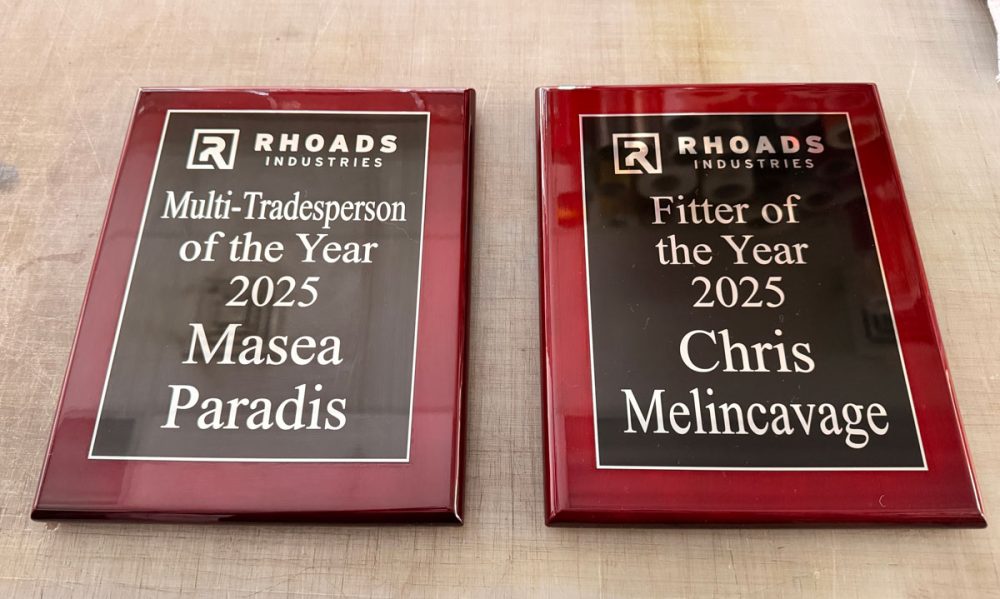 RHOADS
INDUSTRIES
Multi-Tradesperson
of the Year
2025
Masea
Paradis
RHOADS
INDUSTRIES
Fitter of
the Year
2025
Chris
Melincavage